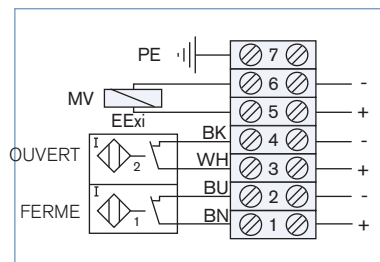 PE 7
6 -
MV
5 +
EExi
BK 4 -
OUVERT I 2
WH 3 +
BU 2 -
FERME I 1
BN 1 +